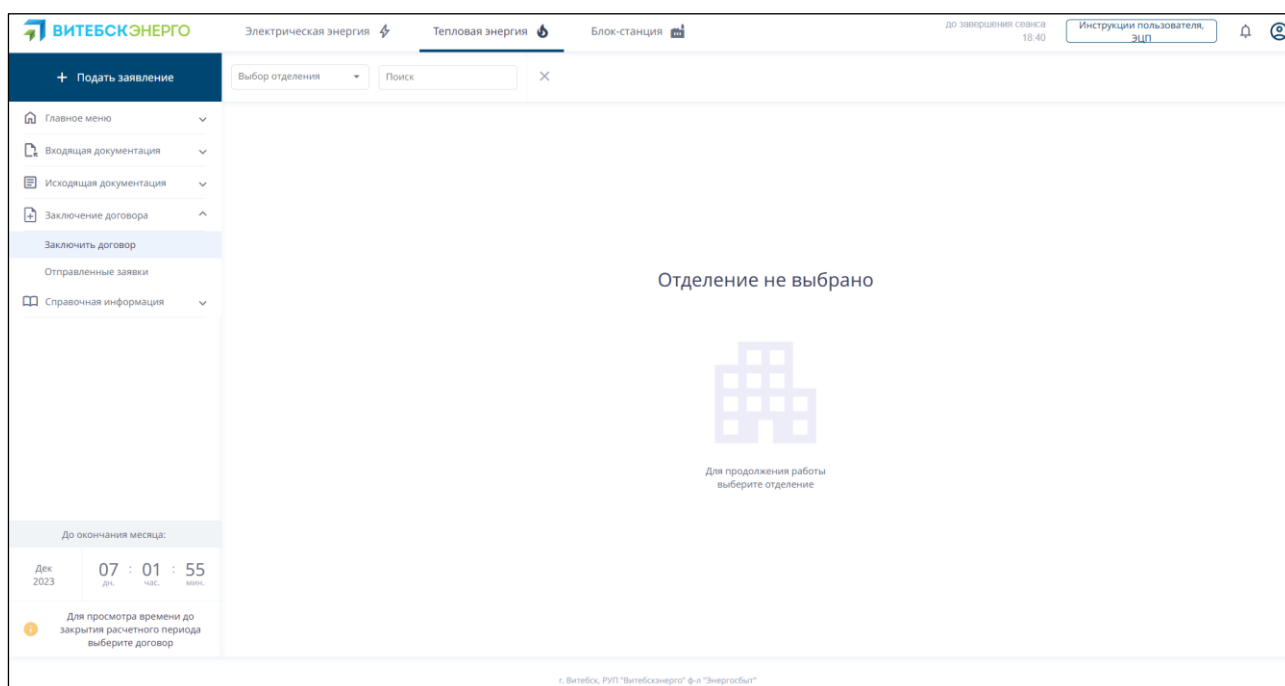 ВИТЕБСКЭНЕРГО
Электрическая энергия
Тепловая энергия
Блок-станция
до завершения сеанса
18:40
Инструкции пользователя,
ЭЦП
+ Подать заявление
Выбор отделения
Поиск
Главное меню
Входящая документация
Исходящая документация
Заключение договора
Заключить договор
Отправленные заявки
Справочная информация
Отделение не выбрано
Для продолжения работы
выберите отделение
До окончания месяца:
Дек
2023
07 : 01 : 55
дн. час. мин.
Для просмотра времени до
закрытия расчетного периода
выберите договор
г. Витебск, РУП "Витебскэнерго" ф-л "Энергосбыт"